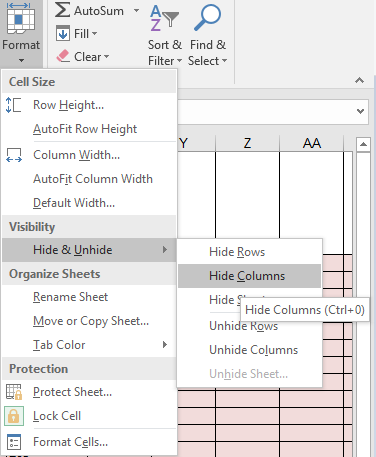 Format
AutoSum
Fill
Clear
Sort &
Filter
Find &
Select
Cell Size
Row Height...
AutoFit Row Height
Column Width...
AutoFit Column Width
Default Width...
Visibility
Hide & Unhide
Organize Sheets
Rename Sheet
Move or Copy Sheet...
Tab Color
Protection
Protect Sheet...
Lock Cell
Format Cells...
Y
Z
AA
Hide Rows
Hide Columns
Hide
Hide Columns (Ctrl+0)
Unhide Rows
Unhide Columns
Unhide Sheet...